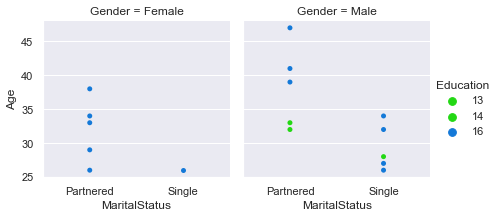 Gender = Female
Gender = Male
45
40
35
30
25
Age
Partnered
Single
MaritalStatus
Partnered
Single
MaritalStatus
Education
13
14
16